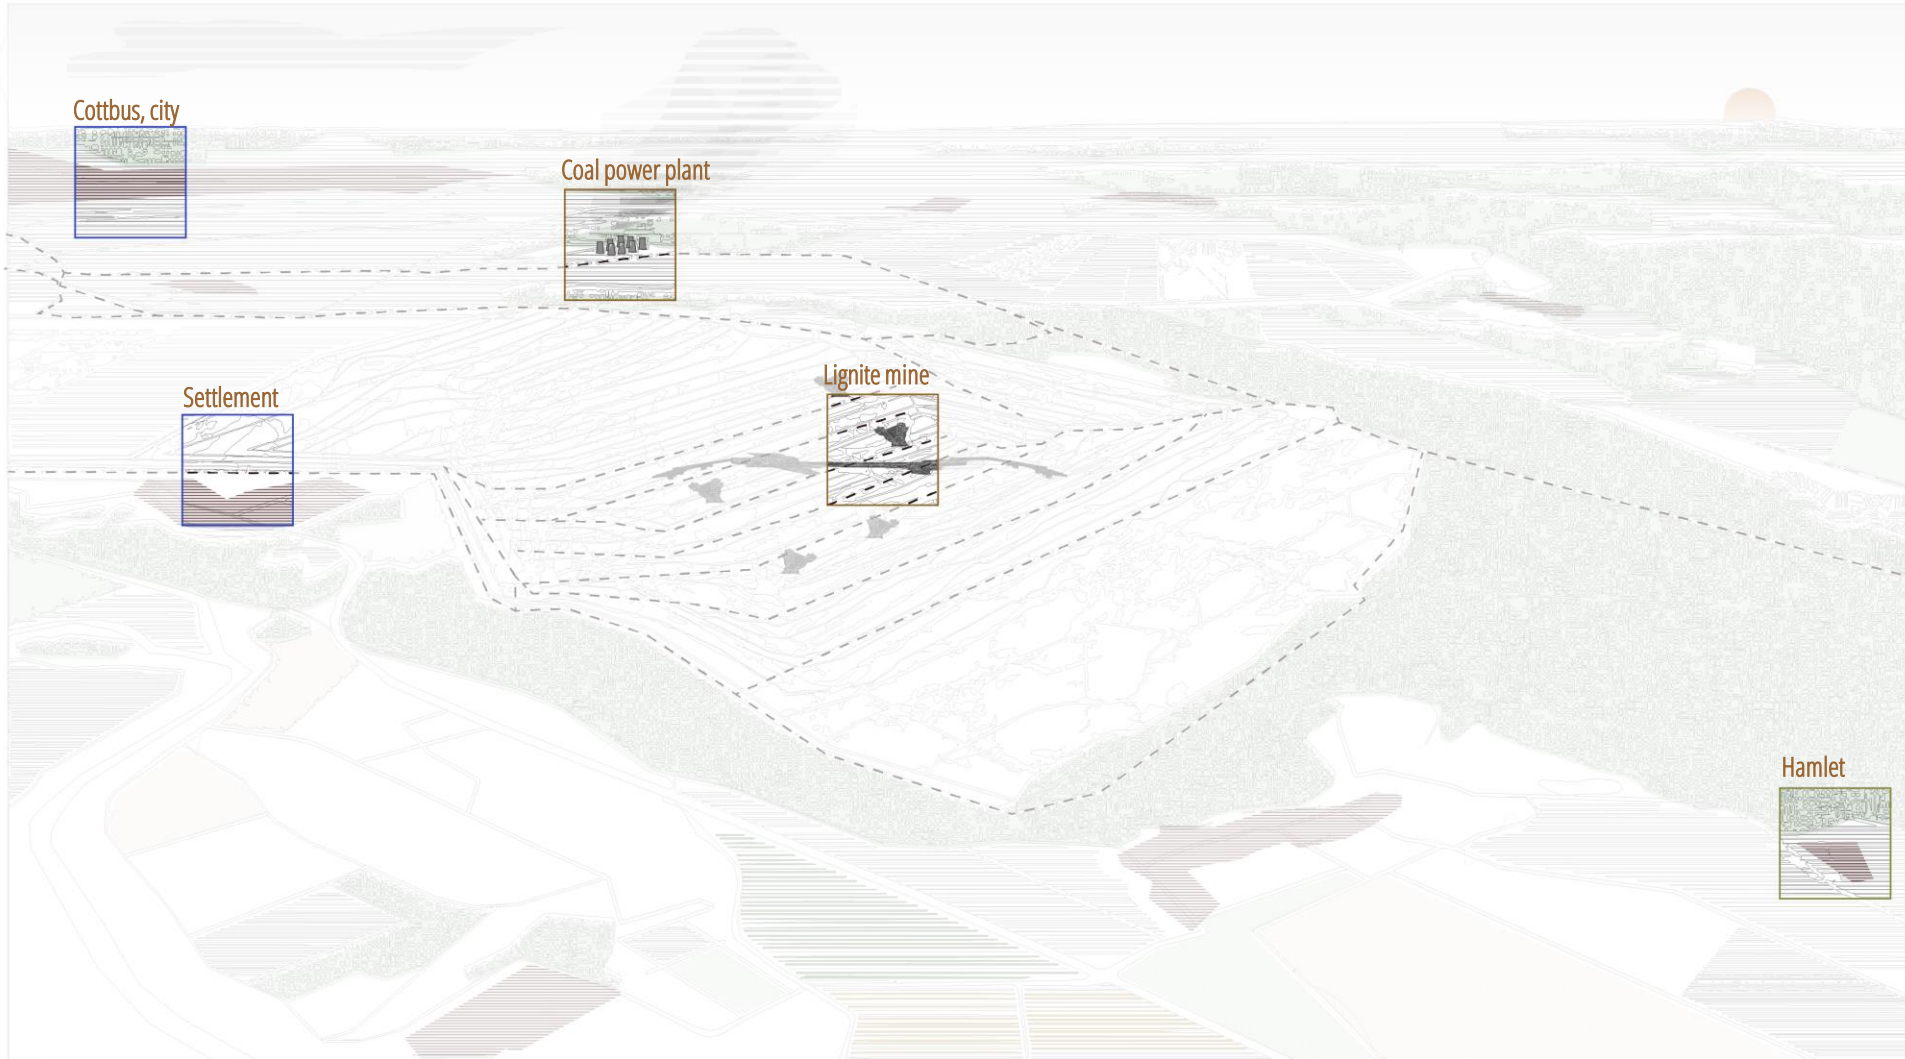 Cottbus, city
Coal power plant
Lignite mine
Settlement
Hamlet